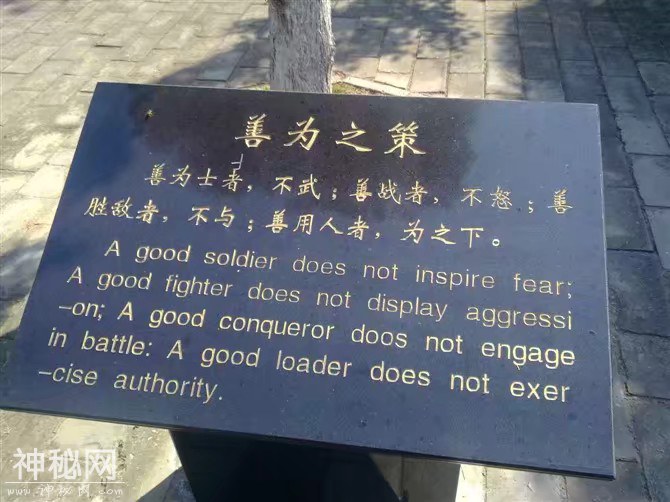 善为之策
善为士者，不武；善战者，不怒；善
胜敌者，不与；善用人者，为之下。
A good soldier does not inspire fear;
A good fighter does not display aggressi
-on; A good conqueror doos not engage
in battle: A good loader does not exer
-cise authority.
神秘网